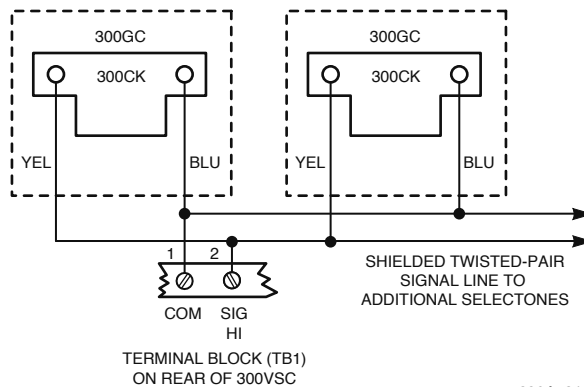 300GC
300GC
300CK
300CK
YEL
BLU
YEL
BLU
1
2
SHIELDED TWISTED-PAIR
SIGNAL LINE TO
ADDITIONAL SELECTONES
COM
SIG
HI
TERMINAL BLOCK (TB1)
ON REAR OF 300VSC